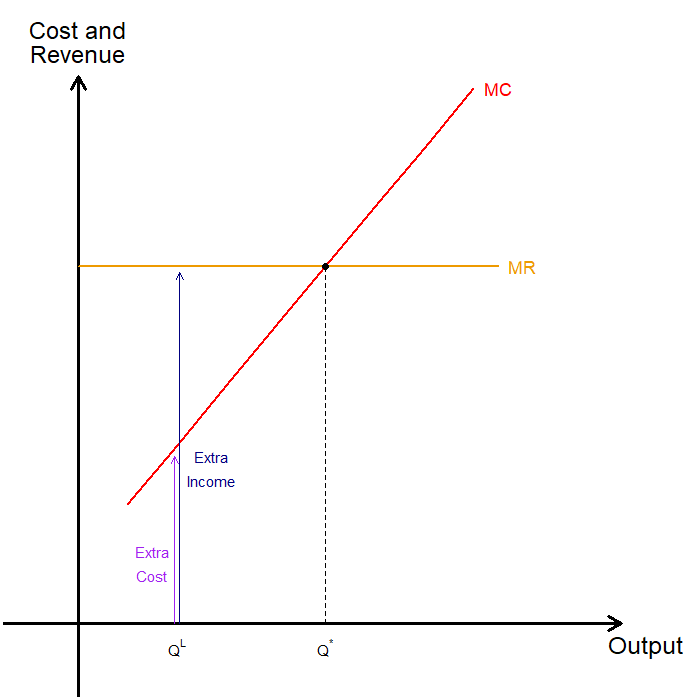 Cost and
Revenue
MC
MR
Extra
Income
Extra
Cost
Q^L
Q^*
Output